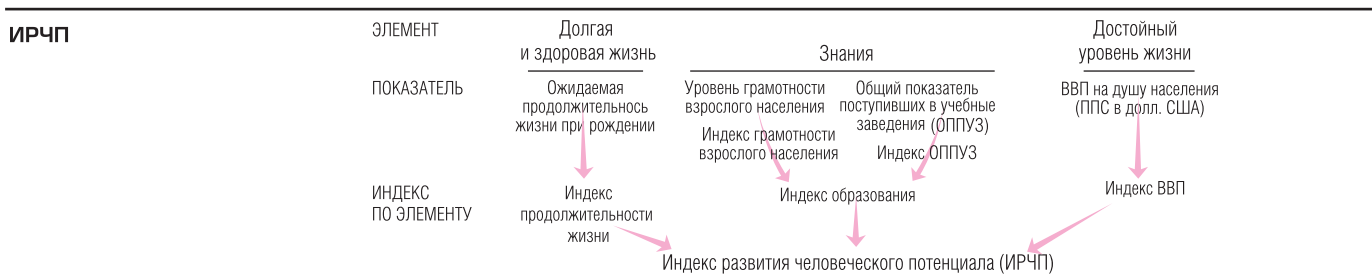 ИРЧП
ЭЛЕМЕНТ
Долгая
и здоровая жизнь
Знания
Достойный
уровень жизни
ПОКАЗАТЕЛЬ
Ожидаемая
продолжительнось
жизни при рождении
Уровень грамотности
взрослого населения
Индекс грамотности
взрослого населения
Общий показатель
поступивших в учебные
заведения (ОППУЗ)
Индекс ОППУЗ
ВВП на душу населения
(ППС в долл. США)
ИНДЕКС
ПО ЭЛЕМЕНТУ
Индекс
продолжительности
жизни
Индекс образования
Индекс ВВП
Индекс развития человеческого потенциала (ИРЧП)